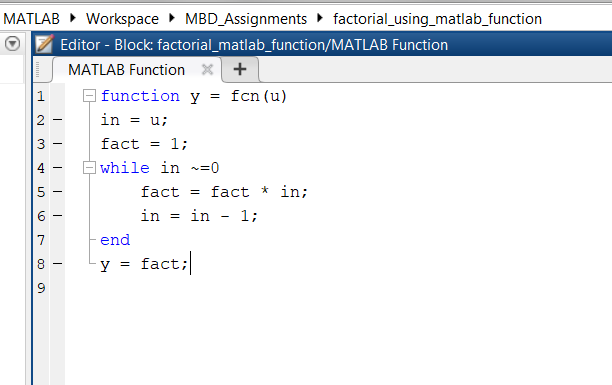 MATLAB ▸ Workspace ▸ MBD_Assignments ▸ factorial_using_matlab_function
Editor - Block: factorial_matlab_function/MATLAB Function
MATLAB Function × +
1 function y = fcn(u)
2 – in = u;
3 – fact = 1;
4 – while in ~=0
5 – fact = fact * in;
6 – in = in - 1;
7 end
8 – y = fact;
9